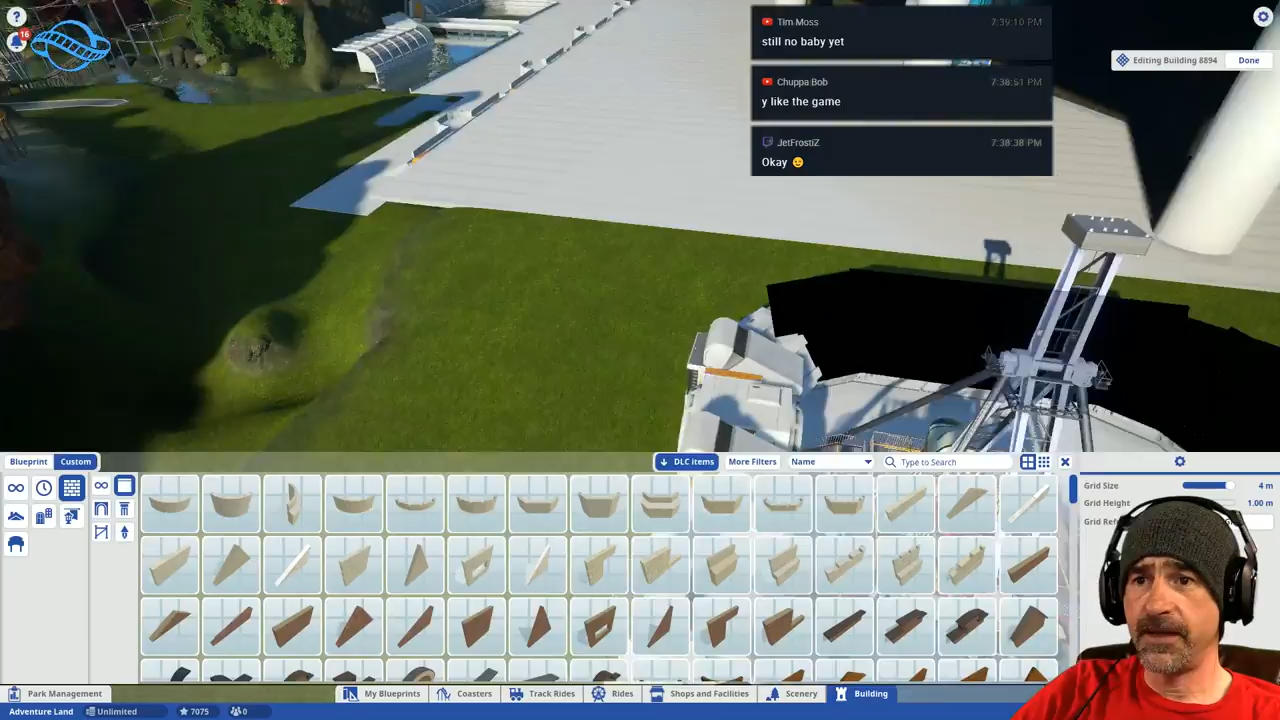 ?
16
Tim Moss 7:39:10 PM
still no baby yet
Chuppa Bob 7:38:51 PM
y like the game
JetFrostiZ 7:38:38 PM
Okay 😉
Editing Building 8894 Done
Blueprint Custom
DLC items More Filters Name Type to Search
Grid Size 4 m
Grid Height 1.00 m
Park Management My Blueprints Coasters Track Rides Rides Shops and Facilities Scenery Building
Adventure Land Unlimited 7075 0